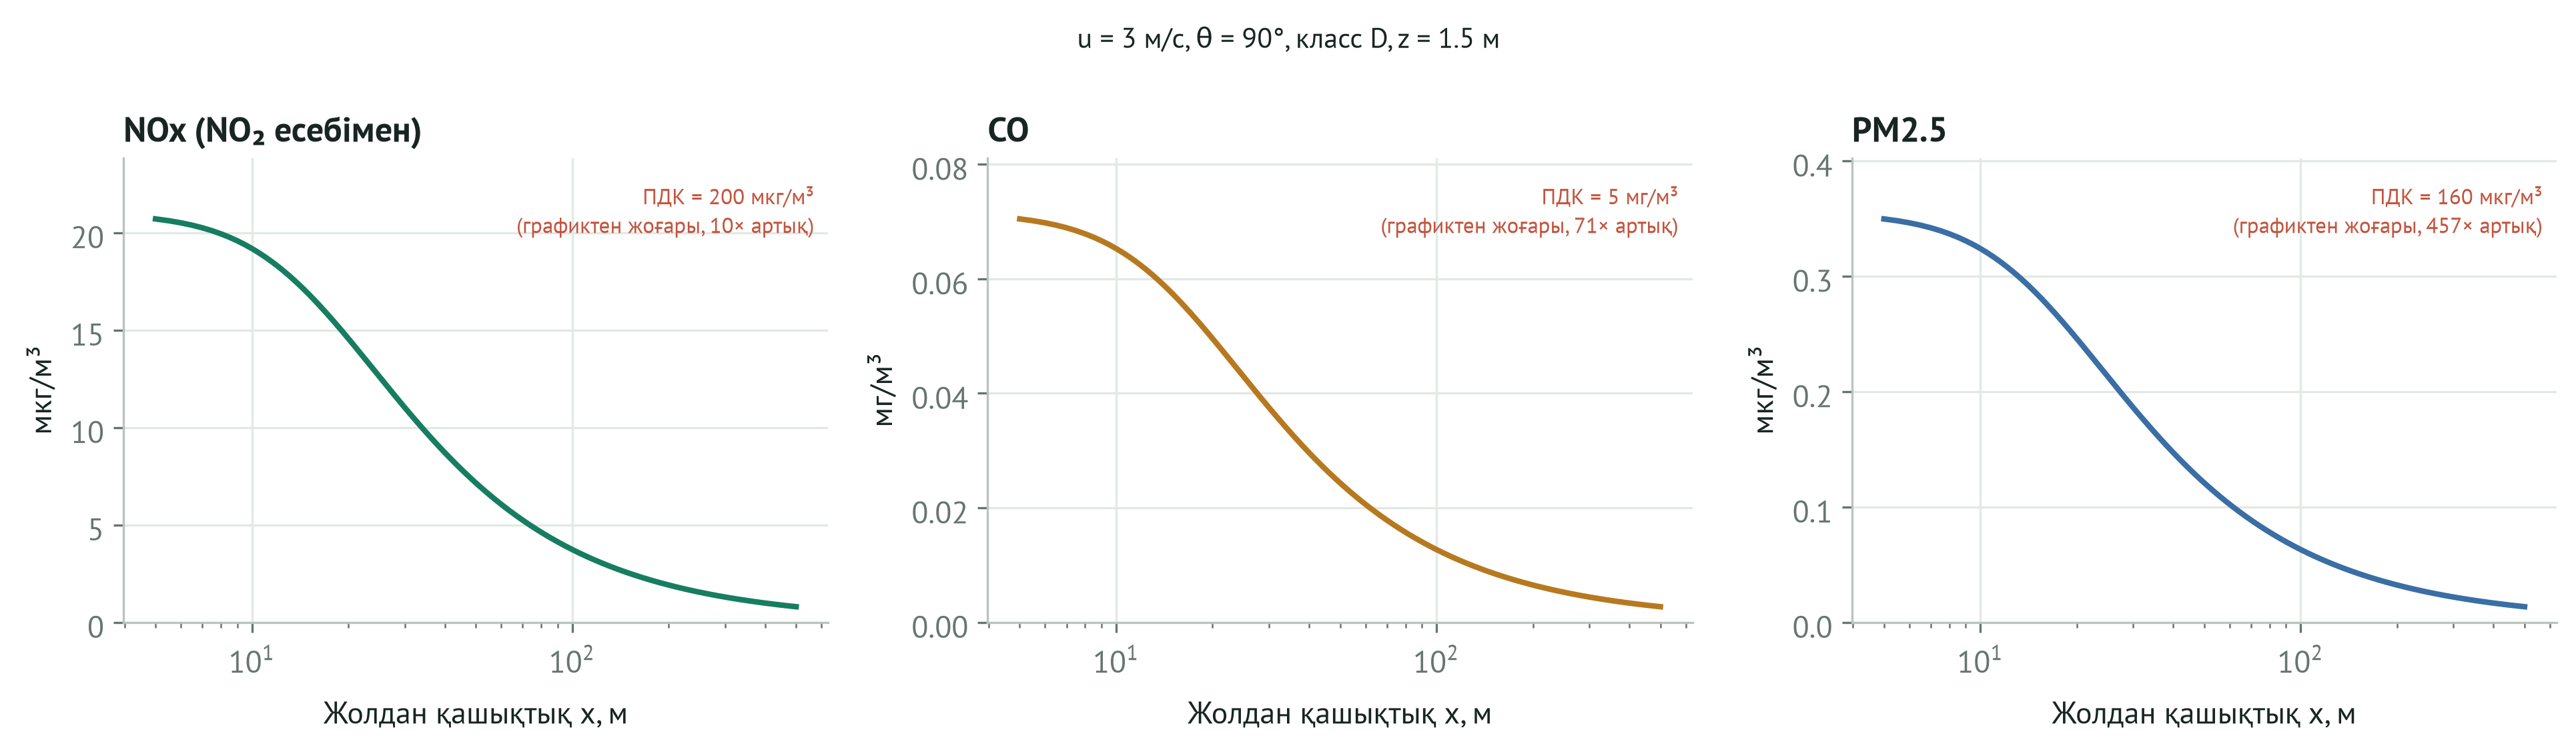 u = 3 м/с, θ = 90°, класс D, z = 1.5 м
NOx (NO₂ есебімен)
ПДК = 200 мкг/м³
(графиктен жоғары, 10× артық)
мкг/м³
20
15
10
5
0
10¹ 10²
Жолдан қашықтық x, м
CO
ПДК = 5 мг/м³
(графиктен жоғары, 71× артық)
мг/м³
0.08
0.06
0.04
0.02
0.00
10¹ 10²
Жолдан қашықтық x, м
PM2.5
ПДК = 160 мкг/м³
(графиктен жоғары, 457× артық)
мкг/м³
0.4
0.3
0.2
0.1
0.0
10¹ 10²
Жолдан қашықтық x, м